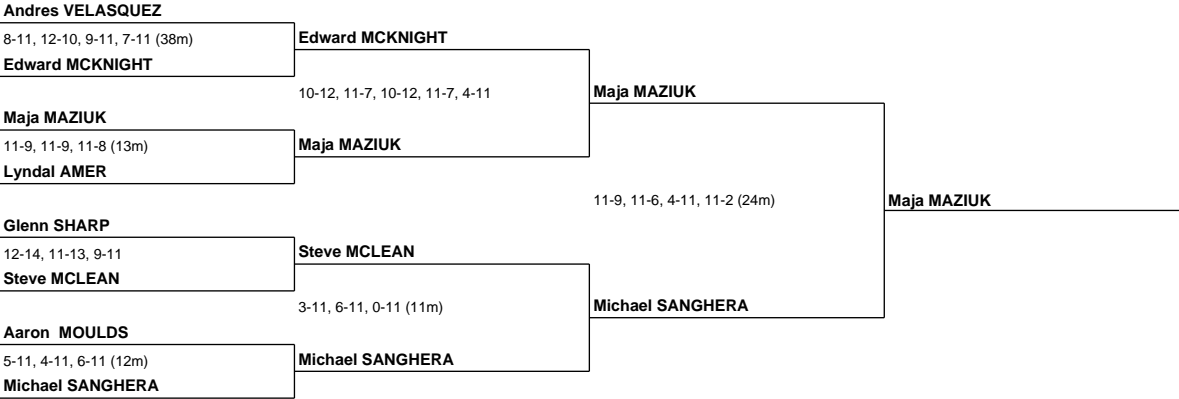 Andres VELASQUEZ
8-11, 12-10, 9-11, 7-11 (38m)
Edward MCKNIGHT
Edward MCKNIGHT
10-12, 11-7, 10-12, 11-7, 4-11
Maja MAZIUK
Maja MAZIUK
11-9, 11-9, 11-8 (13m)
Maja MAZIUK
Lyndal AMER
11-9, 11-6, 4-11, 11-2 (24m)
Maja MAZIUK
Glenn SHARP
12-14, 11-13, 9-11
Steve MCLEAN
Steve MCLEAN
3-11, 6-11, 0-11 (11m)
Michael SANGHERA
Aaron  MOULDS
5-11, 4-11, 6-11 (12m)
Michael SANGHERA
Michael SANGHERA